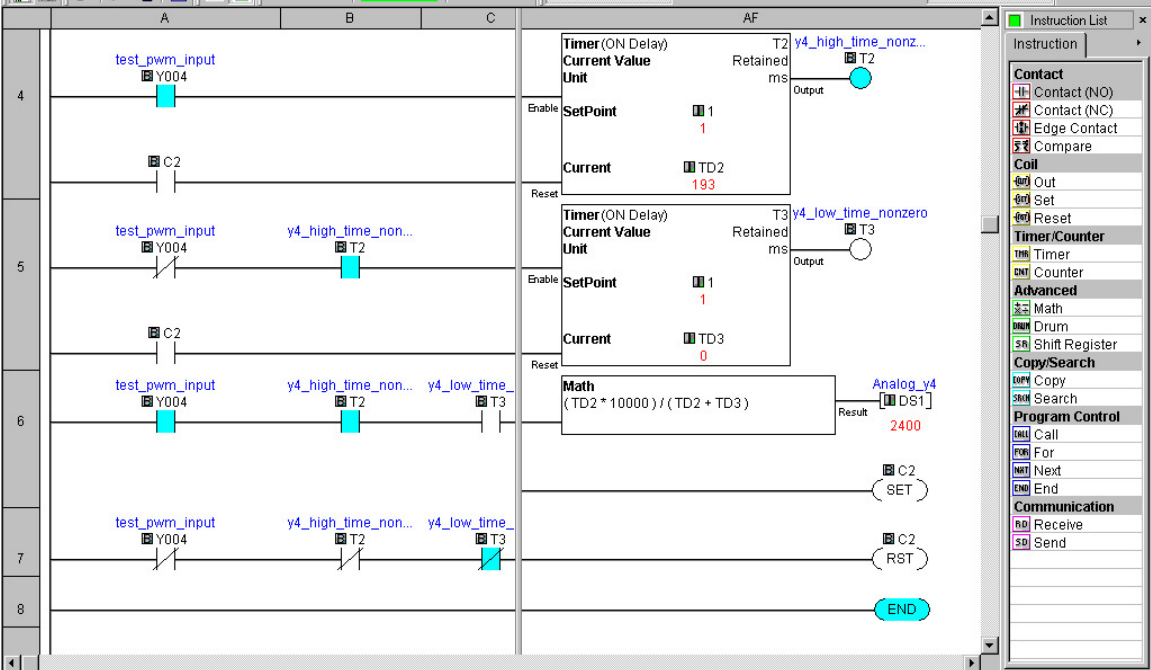 A B C AF
4
test_pwm_input
Y004
Timer(ON Delay) T2
Current Value Retained
Unit ms
Enable SetPoint 1
1
Current TD2
193
Reset
y4_high_time_nonz...
T2
Output
C2
5
test_pwm_input y4_high_time_non...
Y004 T2
Timer(ON Delay) T3
Current Value Retained
Unit ms
Enable SetPoint 1
1
Current TD3
0
Reset
y4_low_time_nonzero
T3
Output
C2
6
test_pwm_input y4_high_time_non... y4_low_time_
Y004 T2 T3
Math
( TD2 * 10000 ) / ( TD2 + TD3 )
Result
Analog_y4
DS1
2400
C2
SET
7
test_pwm_input y4_high_time_non... y4_low_time_
Y004 T2 T3
C2
RST
8
END
Instruction List
Instruction
Contact
Contact (NO)
Contact (NC)
Edge Contact
Compare
Coil
Out
Set
Reset
Timer/Counter
Timer
Counter
Advanced
Math
Drum
Shift Register
Copy/Search
Copy
Search
Program Control
Call
For
Next
End
Communication
Receive
Send